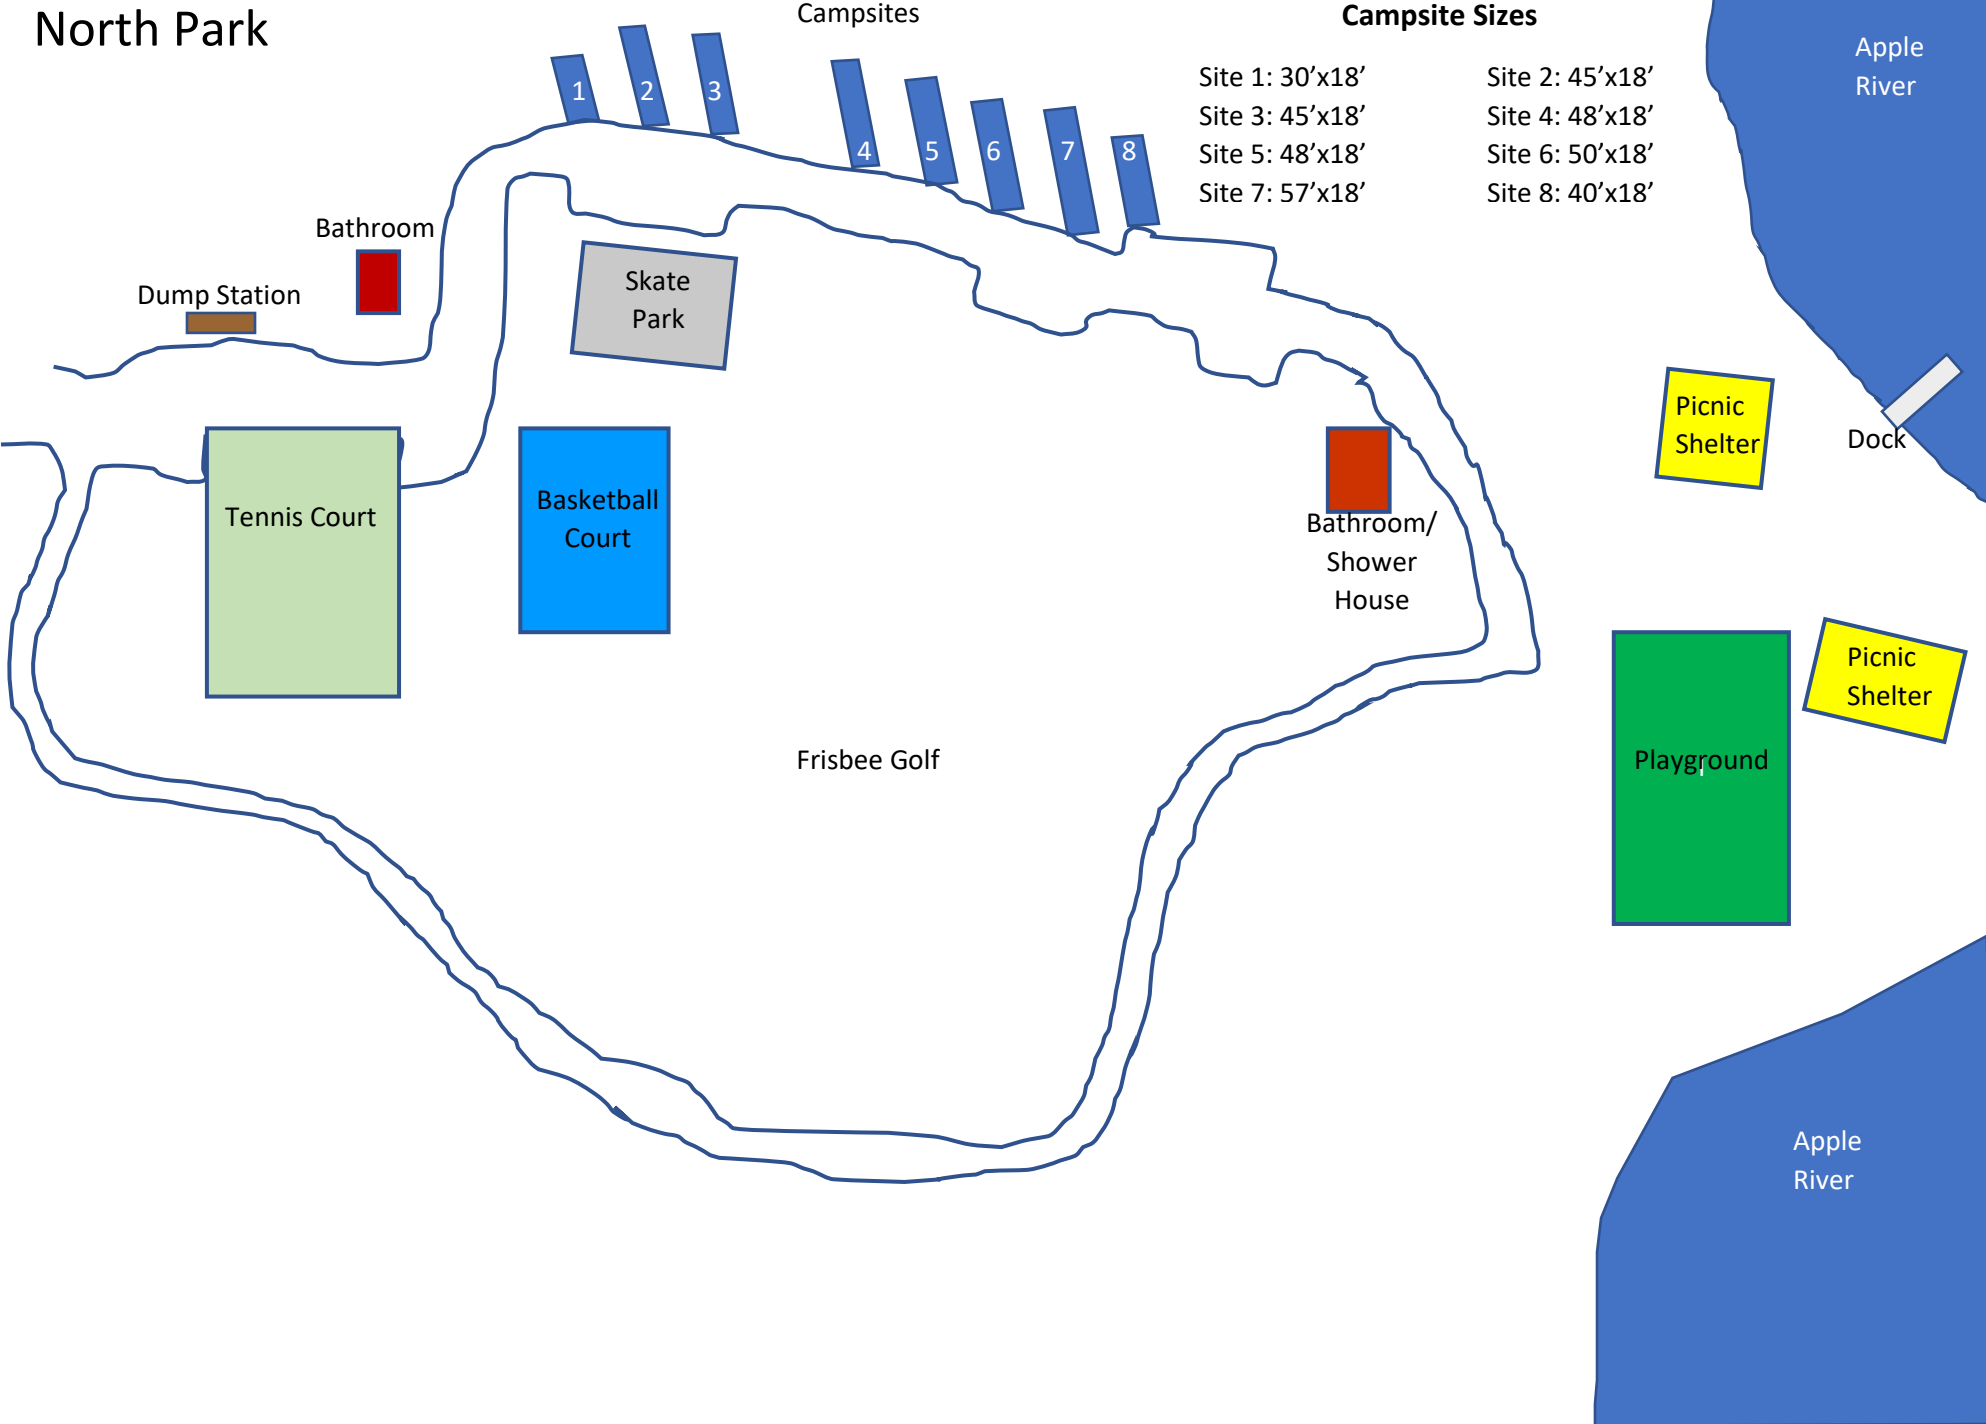 North Park
Campsites
Campsite Sizes
Site 1: 30’x18’
Site 2: 45’x18’
Site 3: 45’x18’
Site 4: 48’x18’
Site 5: 48’x18’
Site 6: 50’x18’
Site 7: 57’x18’
Site 8: 40’x18’
Apple
River
1
2
3
4
5
6
7
8
Bathroom
Dump Station
Skate
Park
Picnic
Shelter
Dock
Tennis Court
Basketball
Court
Bathroom/
Shower
House
Picnic
Shelter
Frisbee Golf
Playground
Apple
River